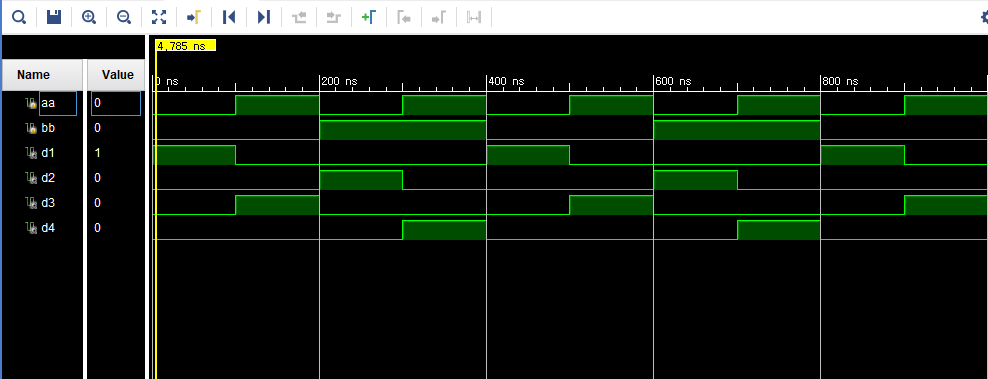 4,785 ns
Name Value
0 ns 200 ns 400 ns 600 ns 800 ns
aa 0
bb 0
d1 1
d2 0
d3 0
d4 0